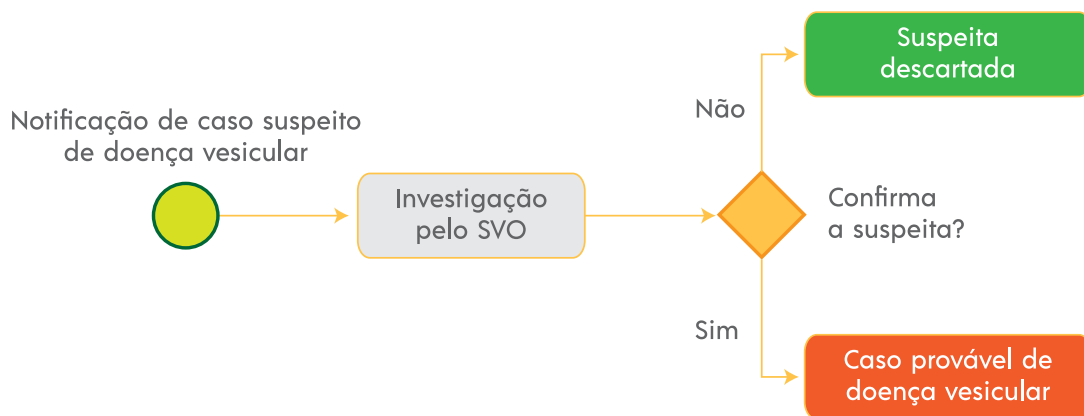 Notificação de caso suspeito
de doença vesicular
Investigação
pelo SVO
Confirma
a suspeita?
Não
Suspeita
descartada
Sim
Caso provável de
doença vesicular